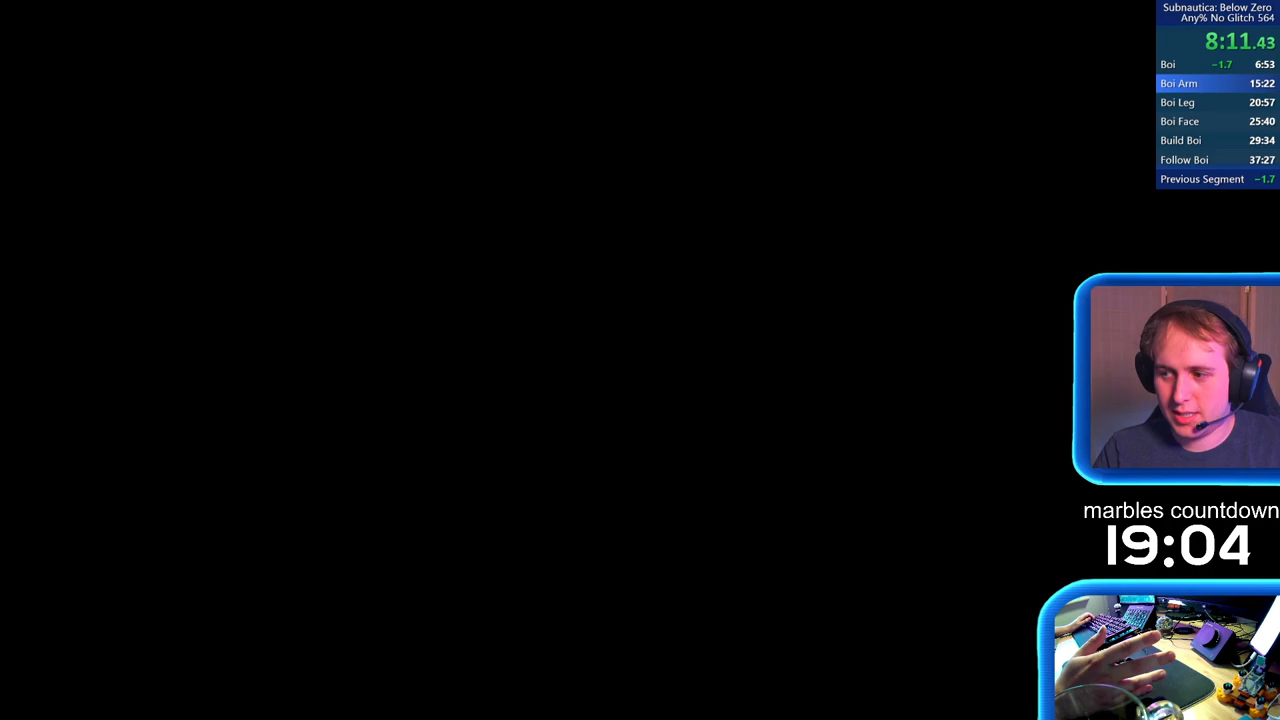 Subnautica: Below Zero
Any% No Glitch 564
8:11.43
Boi −1.7 6:53
Boi Arm 15:22
Boi Leg 20:57
Boi Face 25:40
Build Boi 29:34
Follow Boi 37:27
Previous Segment −1.7
marbles countdown
19:04